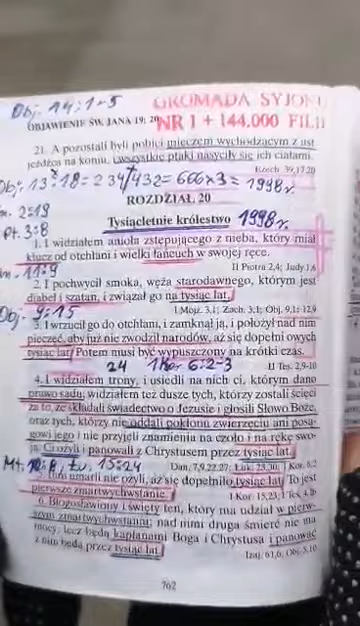 Obj. 14:1-5
GROMADA SYJON
OBJAWIENIE ŚW. JANA 19. 20
NR 1 + 144.000 FILII
21. A pozostali byli pobici mieczem wychodzącym z ust
jeźdźca na koniu, i wszystkie ptaki nasyciły się ich ciałami.
Ezech 39,17.20
Obj: 13:18 = 234/432 = 666x3 = 1998 r.
ROZDZIAŁ 20
2:19
Tysiącletnie królestwo 1998 r.
Pt. 3:8
1. I widziałem anioła zstępującego z nieba, który miał
klucz od otchłani i wielki łańcuch w swojej ręce.
11:9
II Piotra 2,4; Judy 1,6
2. I pochwycił smoka, węża starodawnego, którym jest
diabeł i szatan, i związał go na tysiąc lat.
Obj. 9:15
I Mojż. 3,1; Zach. 3,1; Obj. 9,1; 12,9
3. I wrzucił go do otchłani, i zamknął ją, i położył nad nim
pieczęć, aby już nie zwodził narodów, aż się dopełni owych
tysiąc lat. Potem musi być wypuszczony na krótki czas.
24 1 Kor 6:2-3
II Tes. 2,9-10
4. I widziałem trony, i usiedli na nich ci, którym dano
prawo sądu; widziałem też dusze tych, którzy zostali ścięci
za to, że składali świadectwo o Jezusie i głosili Słowo Boże,
oraz tych, którzy nie oddali pokłonu zwierzęciu ani posą-
gowi jego i nie przyjęli znamienia na czoło i na rękę swo-
ją. Ci ożyli i panowali z Chrystusem przez tysiąc lat.
15:24
Dan. 7,9.22.27; Łuk. 23,30; I Kor. 6,2
5. Inni umarli nie ożyli, aż się dopełniło tysiąc lat. To jest
pierwsze zmartwychwstanie.
I Kor. 15,23; I Tes. 4,16
6. Błogosławiony i święty ten, który ma udział w pierw-
szym zmartwychwstaniu; nad nimi druga śmierć nie ma
mocy, lecz będą kapłanami Boga i Chrystusa i panować
z nim będą przez tysiąc lat.
Izaj. 61,6; Obj. 5,10
762